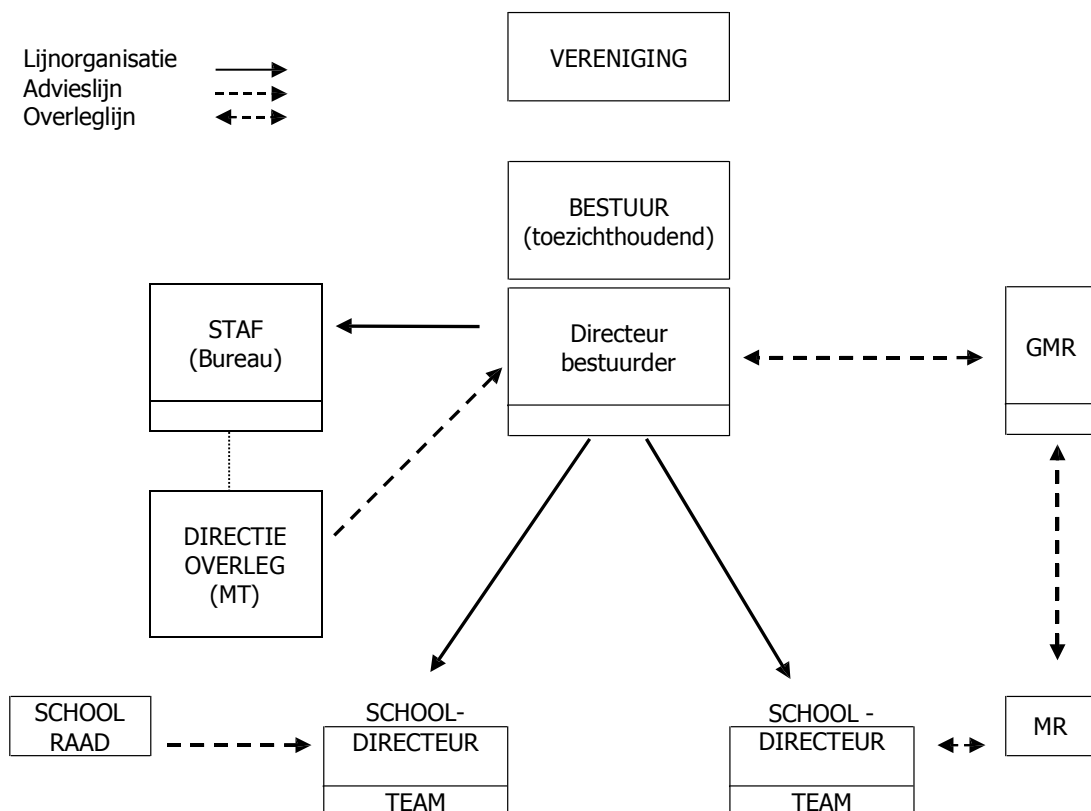 Lijnorganisatie
Advieslijn
Overleglijn
VERENIGING
BESTUUR
(toezichthoudend)
STAF
(Bureau)
Directeur
bestuurder
GMR
DIRECTIE
OVERLEG
(MT)
SCHOOL
RAAD
SCHOOL-
DIRECTEUR
TEAM
SCHOOL -
DIRECTEUR
TEAM
MR